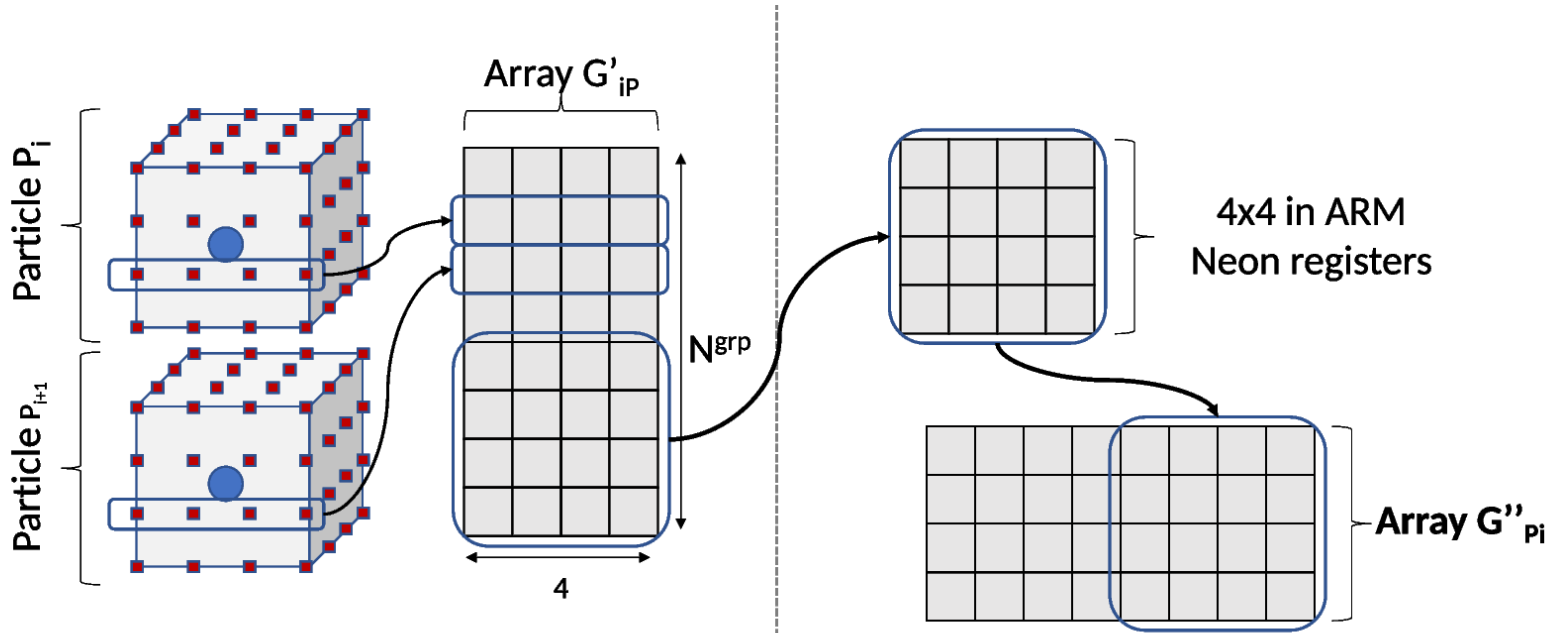 Array G'iP
Particle Pi
Particle Pi+1
Ngrp
4
4x4 in ARM
Neon registers
Array G''Pi